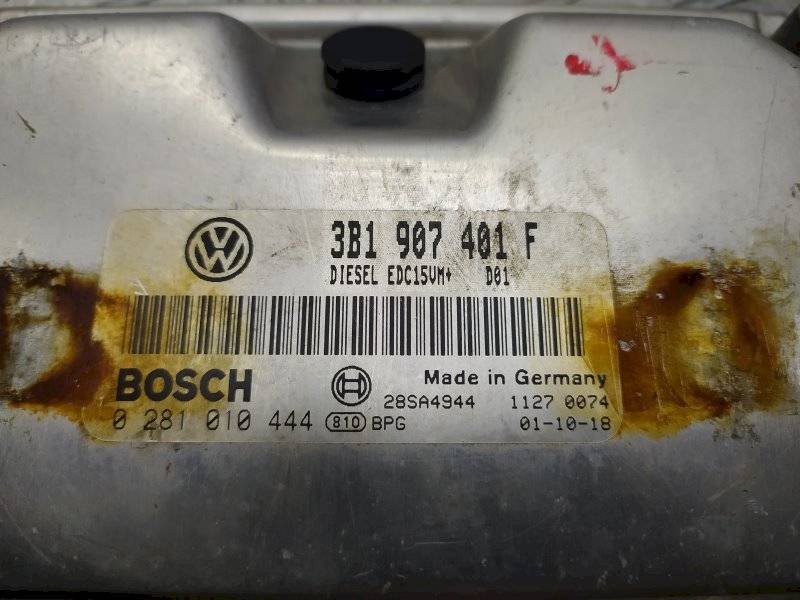 3B1 907 401 F
DIESEL EDC15VM+ D01
BOSCH
Made in Germany
28SA4944 1127 0074
0 281 010 444 810 BPG 01-10-18